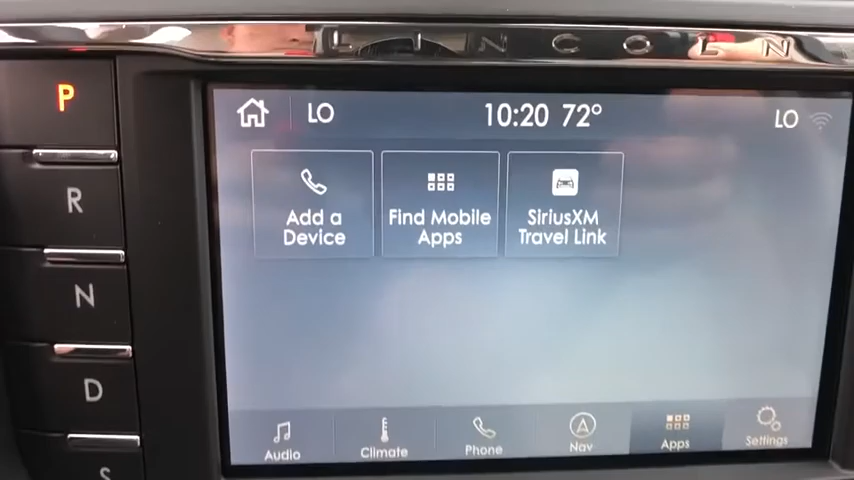 LINCOLN
P
R
N
D
S
LO 10:20 72° LO
Add a
Device
Find Mobile
Apps
SiriusXM
Travel Link
Audio Climate Phone Nav Apps Settings